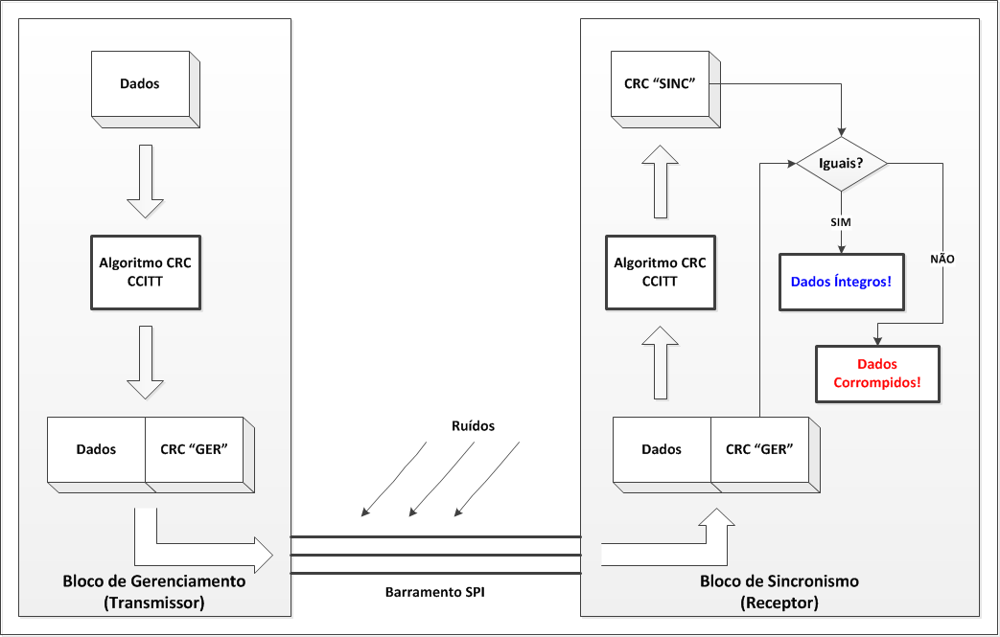 Dados
Algoritmo CRC
CCITT
Dados
CRC “GER”
Bloco de Gerenciamento
(Transmissor)
Ruídos
Barramento SPI
CRC “SINC”
Iguais?
SIM
NÃO
Algoritmo CRC
CCITT
Dados Íntegros!
Dados
Corrompidos!
Dados
CRC “GER”
Bloco de Sincronismo
(Receptor)